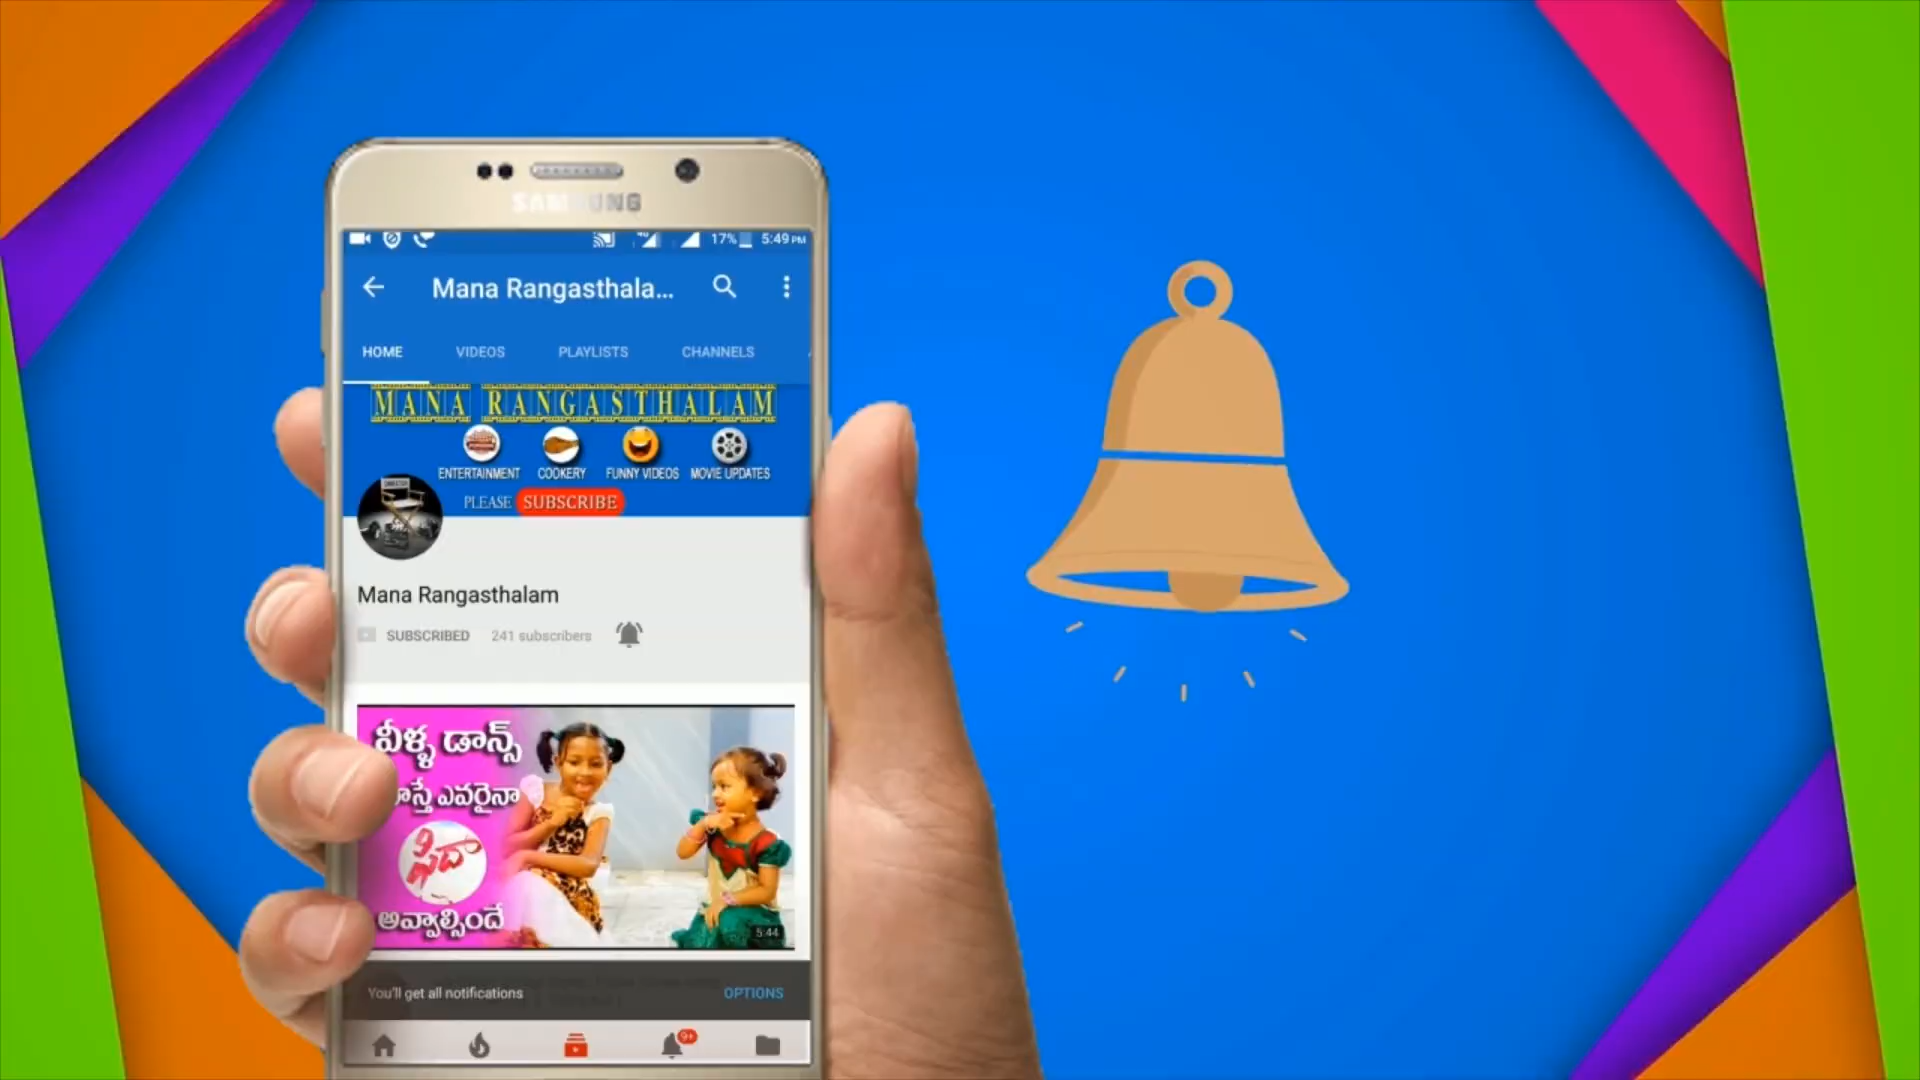 SAMSUNG
17% 5:49 PM
Mana Rangasthala...
HOME VIDEOS PLAYLISTS CHANNELS
MANA RANGASTHALAM
ENTERTAINMENT COOKERY FUNNY VIDEOS MOVIE UPDATES
PLEASE SUBSCRIBE
Mana Rangasthalam
SUBSCRIBED 241 subscribers
వీళ్ళ డాన్స్
ఎవరైనా
ఫిదా
అవ్వాల్సిందే
5:44
You'll get all notifications OPTIONS
9+